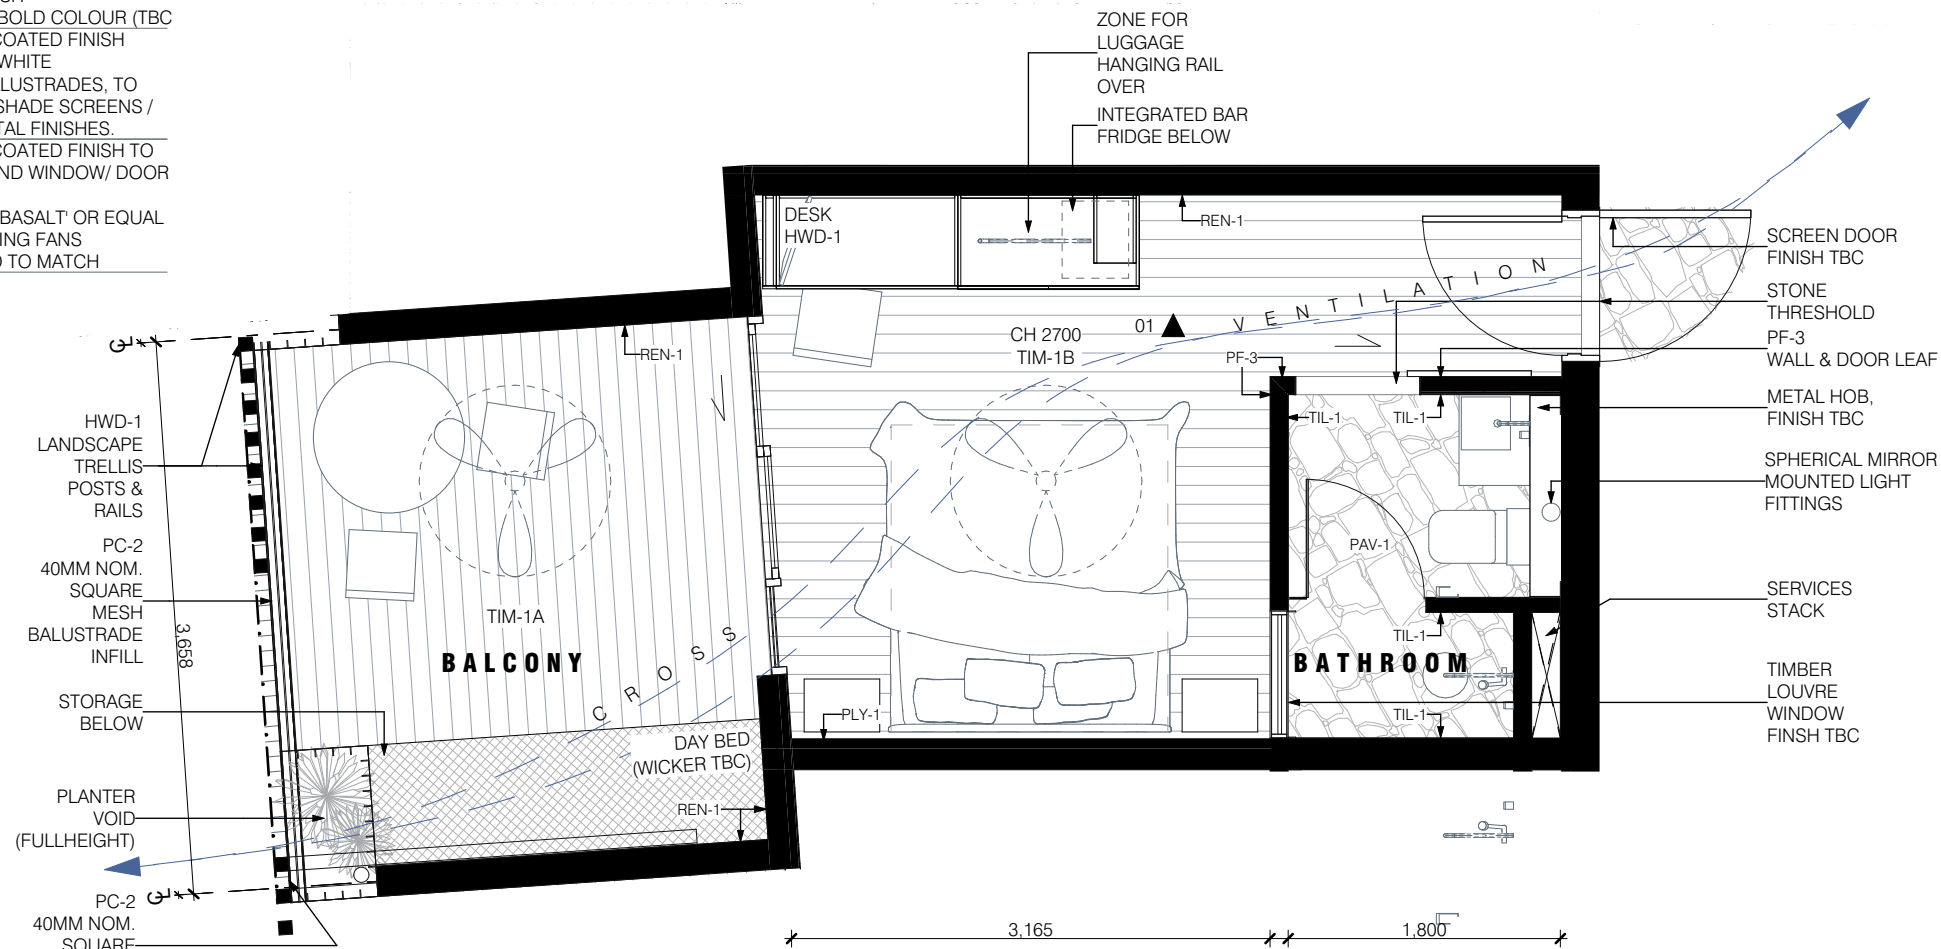 BOLD COLOUR (TBC
COATED FINISH
WHITE
LUSTRADES, TO
SHADE SCREENS /
TAL FINISHES.
COATED FINISH TO
ND WINDOW/ DOOR
BASALT' OR EQUAL
ING FANS
D TO MATCH
ZONE FOR
LUGGAGE
HANGING RAIL
OVER
INTEGRATED BAR
FRIDGE BELOW
DESK
HWD-1
REN-1
SCREEN DOOR
FINISH TBC
STONE
THRESHOLD
PF-3
WALL & DOOR LEAF
METAL HOB,
FINISH TBC
SPHERICAL MIRROR
MOUNTED LIGHT
FITTINGS
SERVICES
STACK
TIMBER
LOUVRE
WINDOW
FINSH TBC
CROSS VENTILATION
CH 2700
TIM-1B
01
PF-3
REN-1
TIL-1
TIL-1
PAV-1
TIL-1
BATHROOM
TIL-1
HWD-1
LANDSCAPE
TRELLIS
POSTS &
RAILS
PC-2
40MM NOM.
SQUARE
MESH
BALUSTRADE
INFILL
3,658
TIM-1A
BALCONY
STORAGE
BELOW
PLY-1
DAY BED
(WICKER TBC)
REN-1
PLANTER
VOID
(FULLHEIGHT)
PC-2
40MM NOM.
SQUARE
3,165
1,800